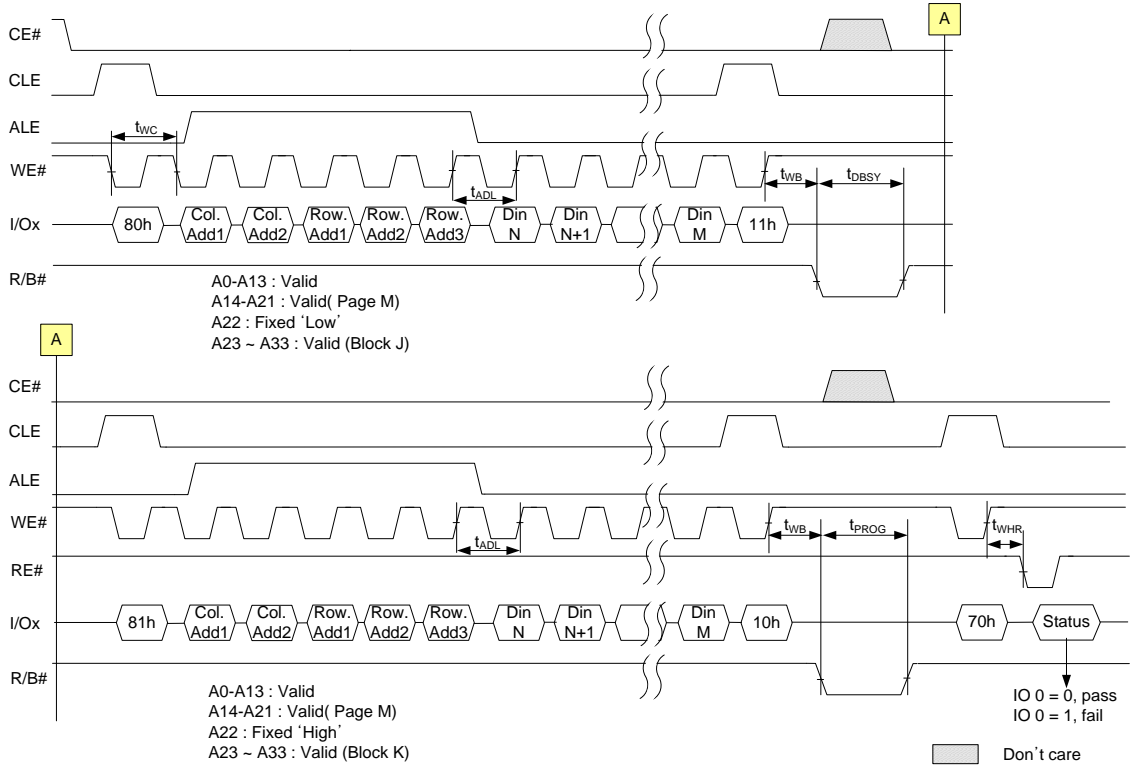 A
CE#
CLE
ALE
tWC
WE#
tADL
tWB
tDBSY
I/Ox
80h
Col. Add1
Col. Add2
Row. Add1
Row. Add2
Row. Add3
Din N
Din N+1
Din M
11h
R/B#
A0-A13 : Valid
A14-A21 : Valid( Page M)
A22 : Fixed ‘Low’
A23 ~ A33 : Valid (Block J)
A
CE#
CLE
ALE
WE#
tADL
tWB
tPROG
tWHR
RE#
I/Ox
81h
Col. Add1
Col. Add2
Row. Add1
Row. Add2
Row. Add3
Din N
Din N+1
Din M
10h
70h
Status
R/B#
IO 0 = 0, pass
IO 0 = 1, fail
A0-A13 : Valid
A14-A21 : Valid( Page M)
A22 : Fixed ‘High’
A23 ~ A33 : Valid (Block K)
Don’t care